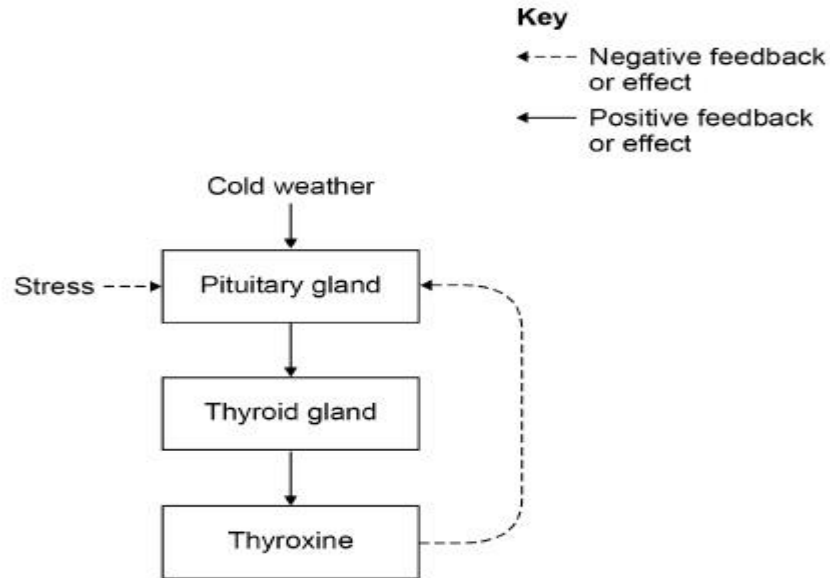 Key
Negative feedback
or effect
Positive feedback
or effect
Cold weather
Stress
Pituitary gland
Thyroid gland
Thyroxine